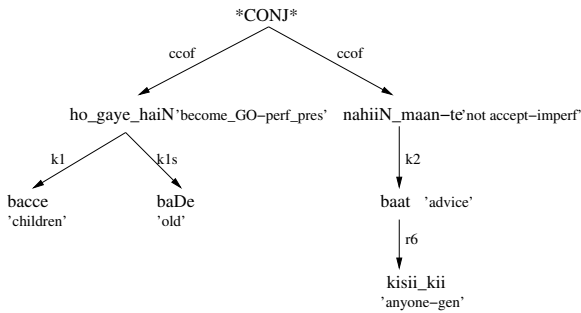 *CONJ*
ccof ccof
ho_gaye_haiN 'become_GO-perf_pres' nahiiN_maan-te 'not accept-imperf'
k1 k1s k2
bacce baDe baat 'advice'
'children' 'old'
r6
kisii_kii
'anyone-gen'